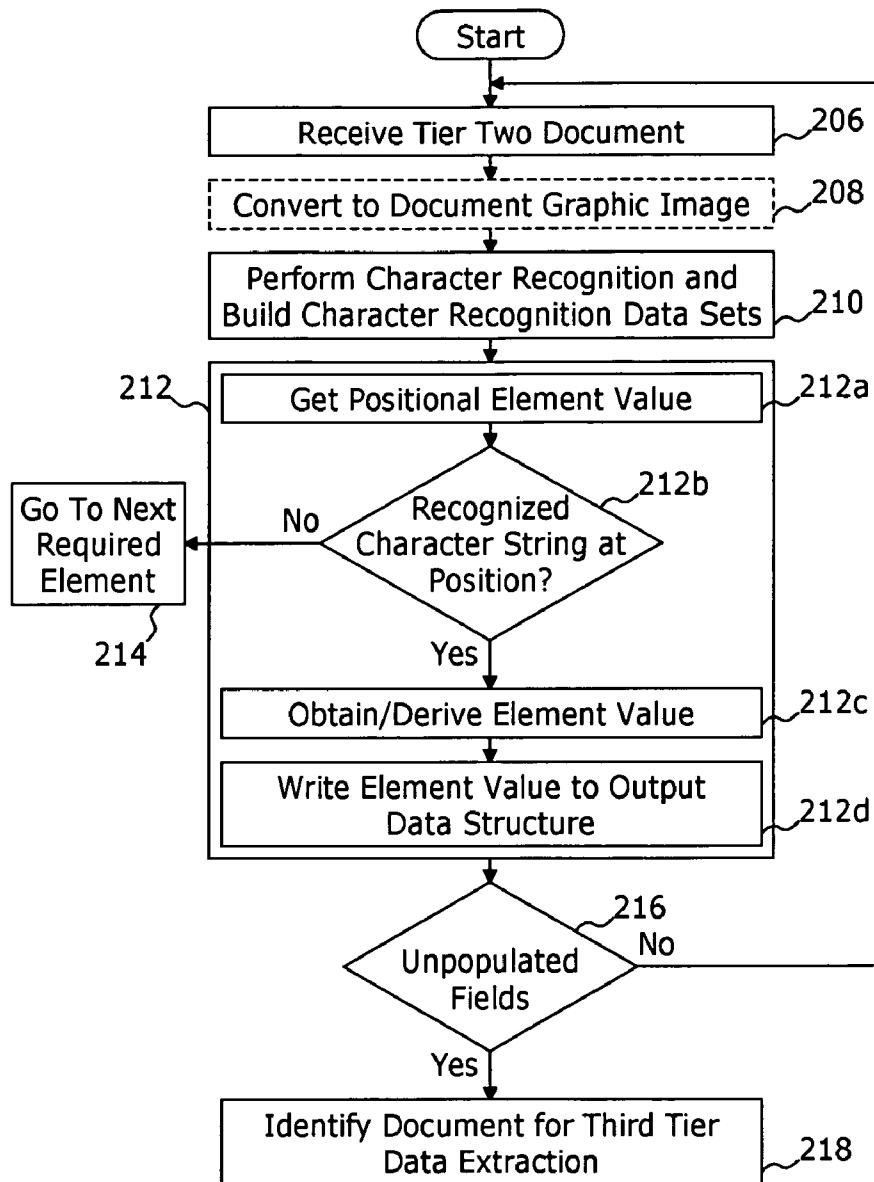 Start
Receive Tier Two Document
206
Convert to Document Graphic Image
208
Perform Character Recognition and
Build Character Recognition Data Sets
210
212
Get Positional Element Value
212a
212b
Recognized
Character String at
Position?
No
Go To Next
Required
Element
214
Yes
Obtain/Derive Element Value
212c
Write Element Value to Output
Data Structure
212d
216
Unpopulated
Fields
No
Yes
Identify Document for Third Tier
Data Extraction
218